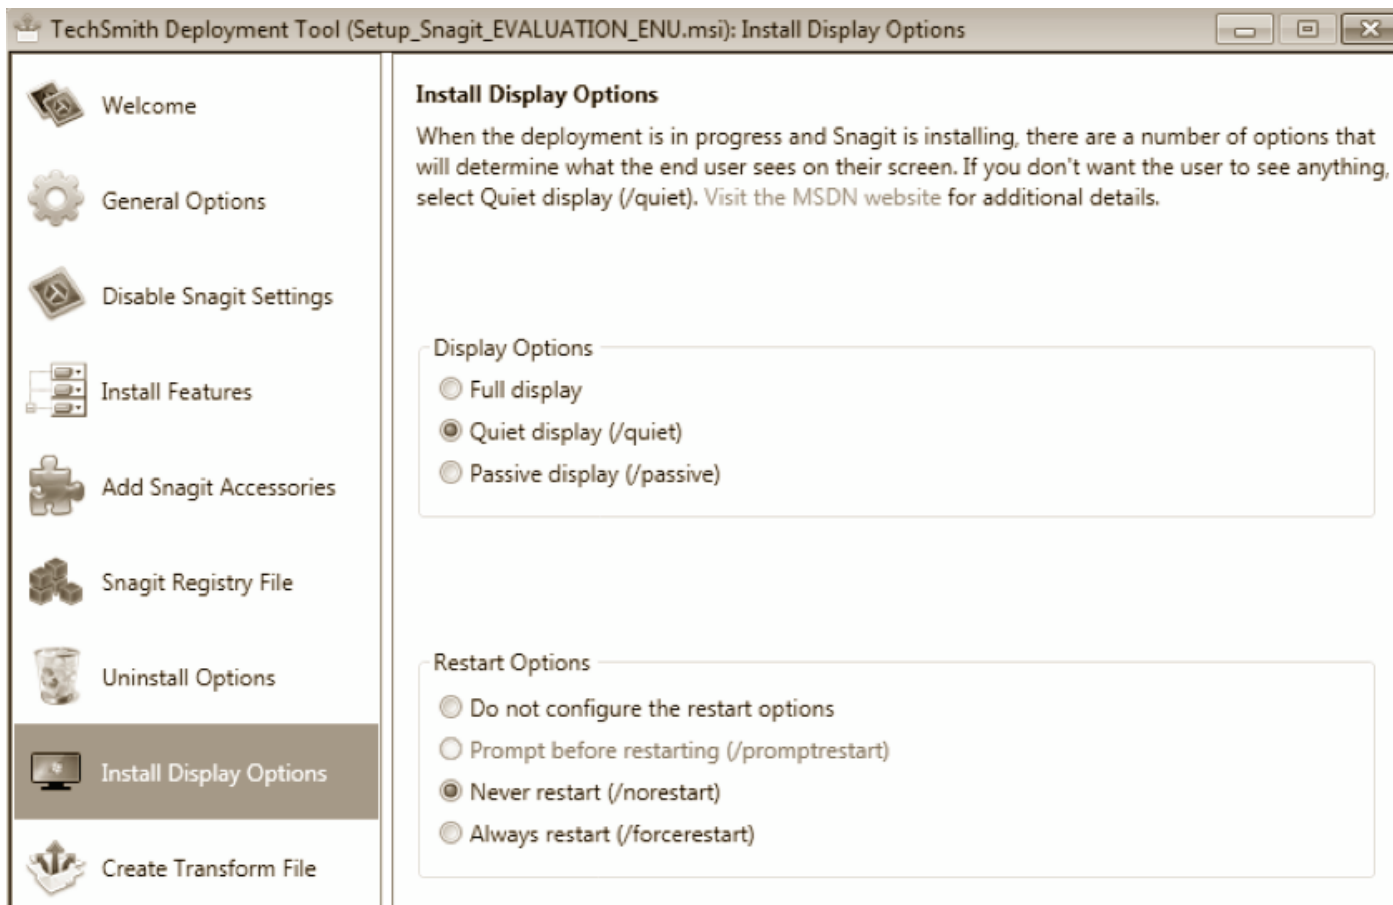 TechSmith Deployment Tool (Setup_Snagit_EVALUATION_ENU.msi): Install Display Options
Welcome
General Options
Disable Snagit Settings
Install Features
Add Snagit Accessories
Snagit Registry File
Uninstall Options
Install Display Options
Create Transform File
Install Display Options
When the deployment is in progress and Snagit is installing, there are a number of options that
will determine what the end user sees on their screen. If you don't want the user to see anything,
select Quiet display (/quiet). Visit the MSDN website for additional details.
Display Options
Full display
Quiet display (/quiet)
Passive display (/passive)
Restart Options
Do not configure the restart options
Prompt before restarting (/promptrestart)
Never restart (/norestart)
Always restart (/forcerestart)